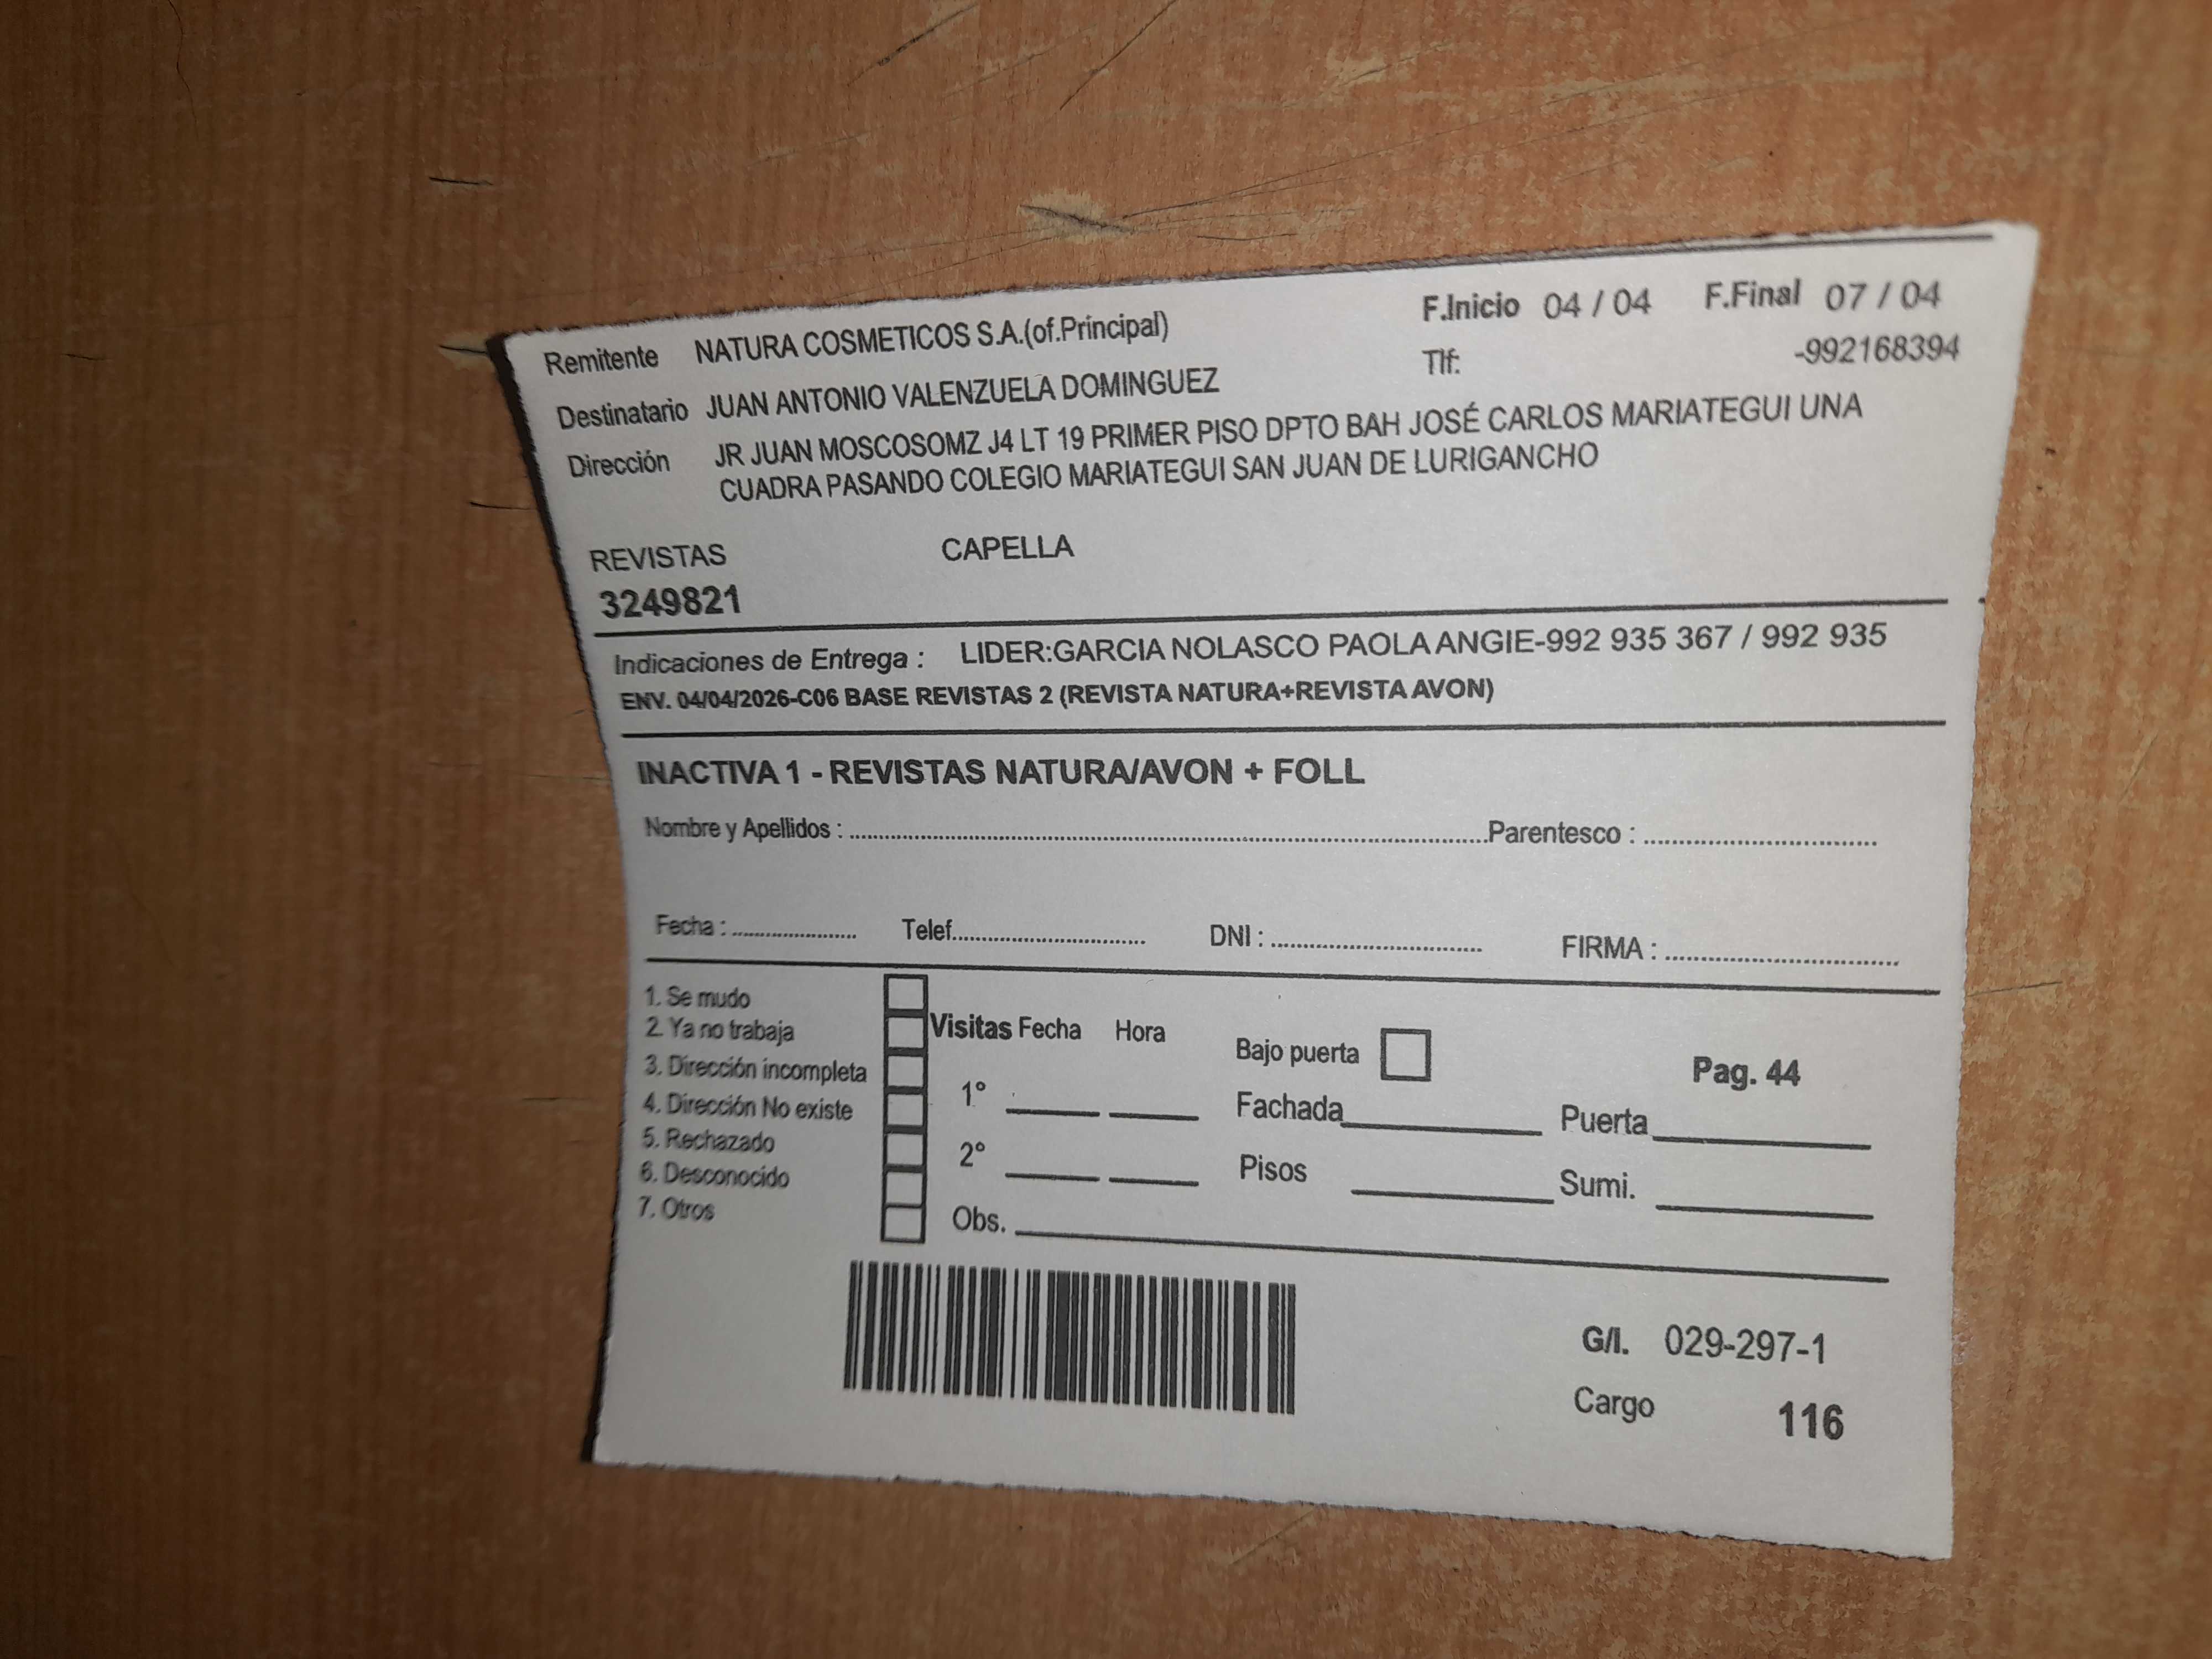 Remitente NATURA COSMETICOS S.A.(of.Principal) F.Inicio 04 / 04 F.Final 07 / 04
Destinatario JUAN ANTONIO VALENZUELA DOMINGUEZ Tlf: -992168394
Dirección JR JUAN MOSCOSOMZ J4 LT 19 PRIMER PISO DPTO BAH JOSÉ CARLOS MARIATEGUI UNA
CUADRA PASANDO COLEGIO MARIATEGUI SAN JUAN DE LURIGANCHO
REVISTAS CAPELLA
3249821
Indicaciones de Entrega : LIDER:GARCIA NOLASCO PAOLA ANGIE-992 935 367 / 992 935
ENV. 04/04/2026-C06 BASE REVISTAS 2 (REVISTA NATURA+REVISTA AVON)
INACTIVA 1 - REVISTAS NATURA/AVON + FOLL
Nombre y Apellidos : Parentesco :
Fecha : Telef. DNI : FIRMA :
1. Se mudo
2. Ya no trabaja Visitas Fecha Hora Bajo puerta
3. Dirección incompleta 1° Pag. 44
4. Dirección No existe Fachada Puerta
5. Rechazado 2°
6. Desconocido Pisos Sumi.
7. Otros Obs.
G/I. 029-297-1
Cargo 116